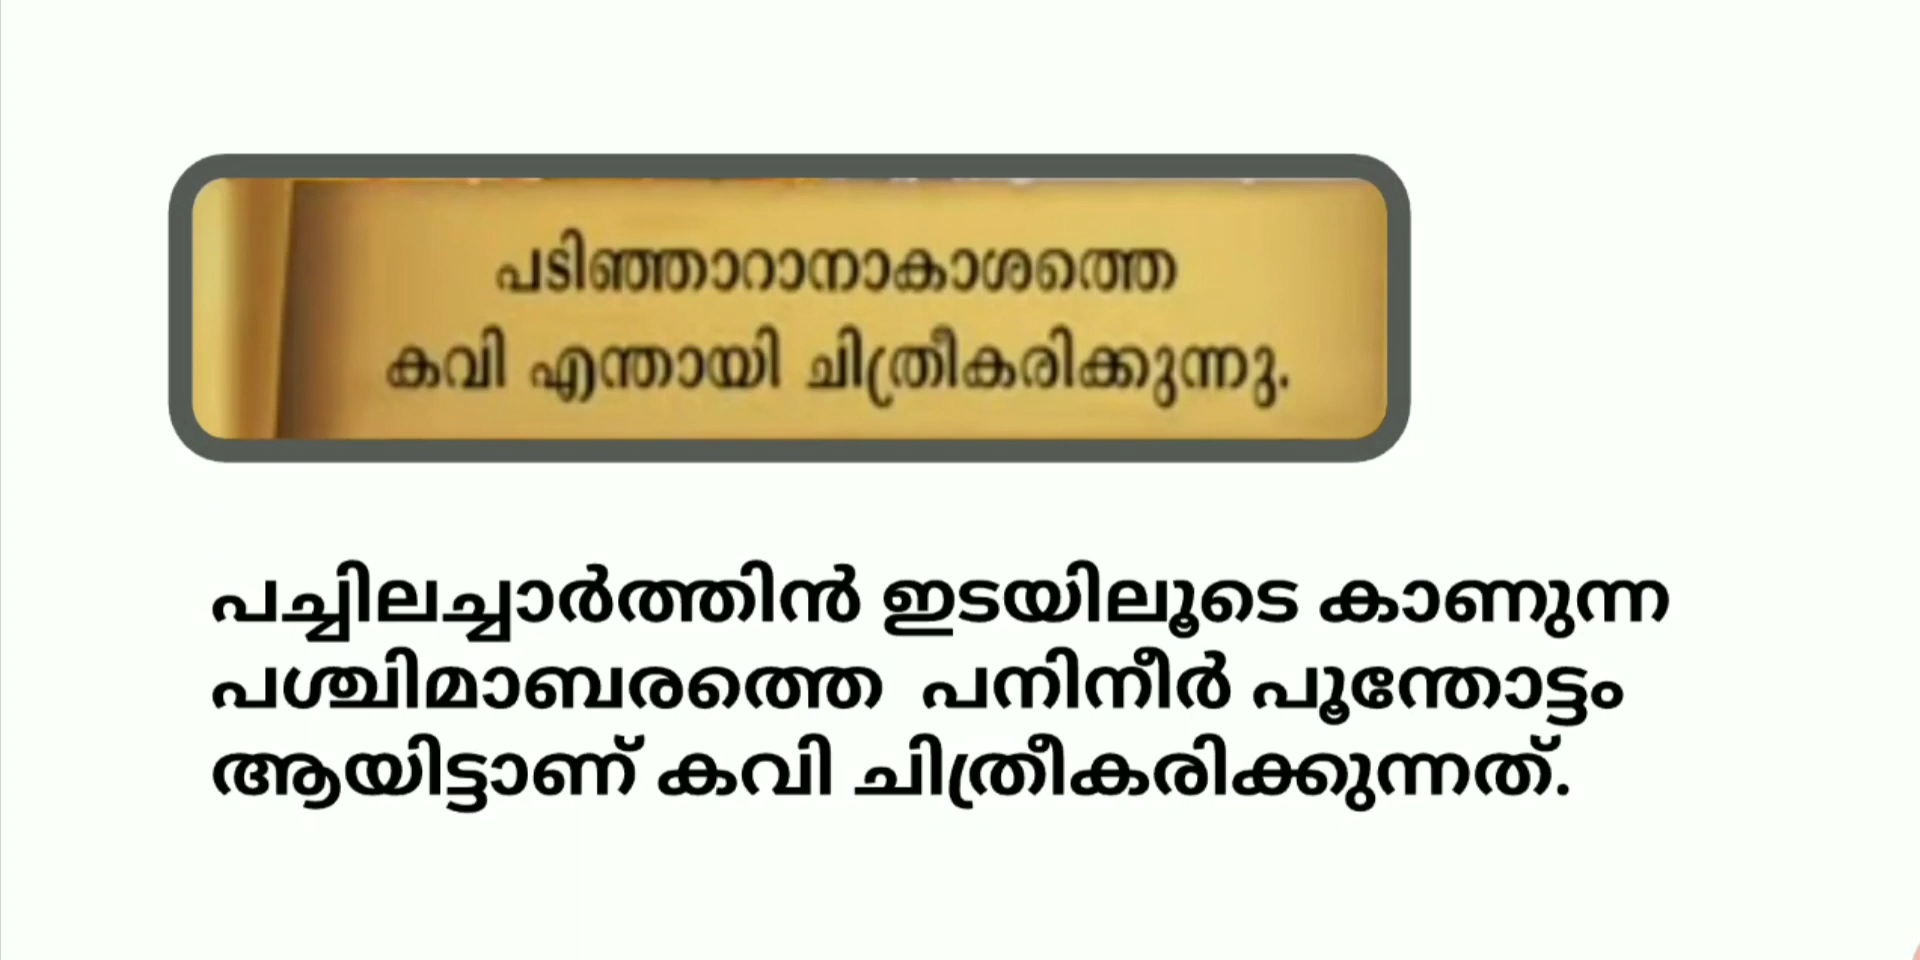 പടിഞ്ഞാറാനാകാശത്തെ
കവി എന്തായി ചിത്രീകരിക്കുന്നു.
പച്ചിലച്ചാർത്തിൻ ഇടയിലൂടെ കാണുന്ന
പശ്ചിമാബരത്തെ പനിനീർ പൂന്തോട്ടം
ആയിട്ടാണ് കവി ചിത്രീകരിക്കുന്നത്.